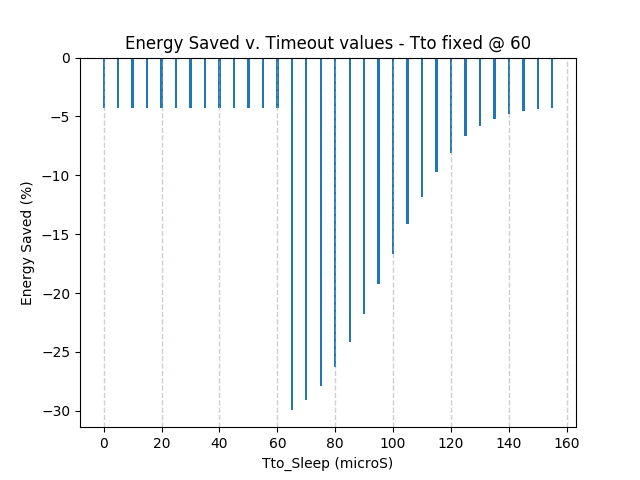 Energy Saved v. Timeout values - Tto fixed @ 60
0
−5
−10
−15
−20
−25
−30
Energy Saved (%)
0 20 40 60 80 100 120 140 160
Tto_Sleep (microS)